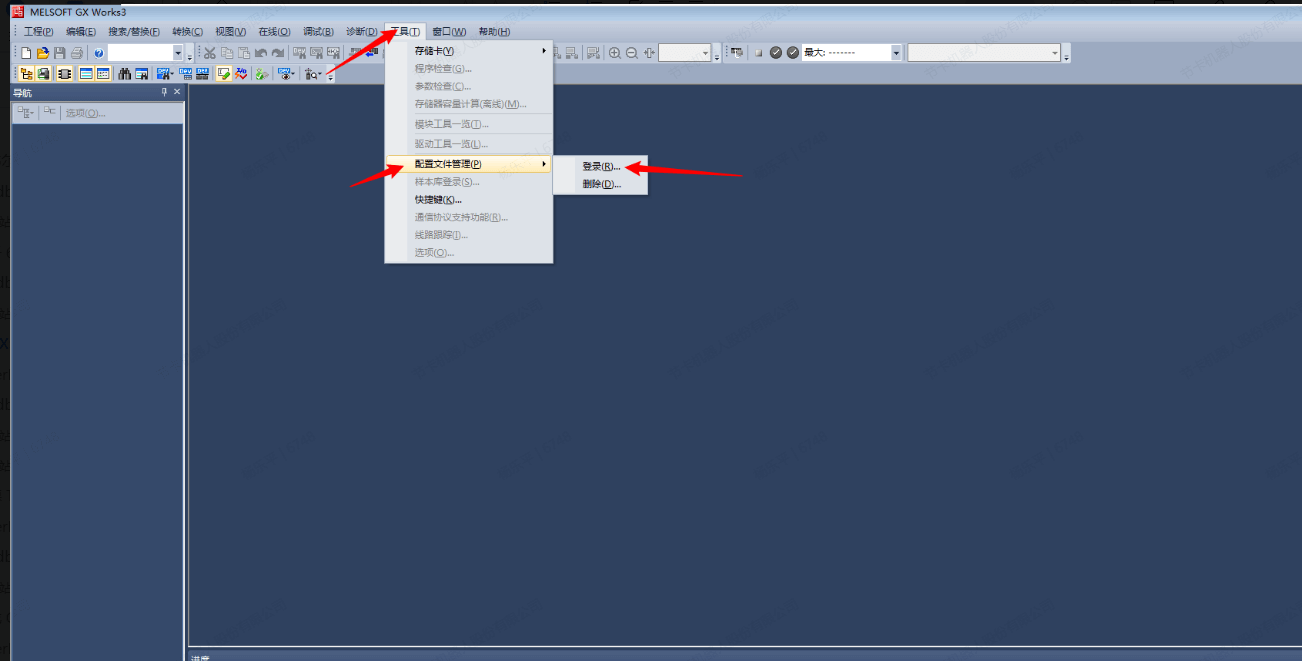 MELSOFT GX Works3
工程(P) 编辑(E) 搜索/替换(F) 转换(C) 视图(V) 在线(O) 调试(B) 诊断(D) 工具(T) 窗口(W) 帮助(H)
最大: -------
导航
选项(O)...
存储卡(Y)
程序检查(G)...
参数检查(C)...
存储器容量计算(离线)(M)...
模块工具一览(T)...
驱动工具一览(L)...
配置文件管理(P)
登录(R)...
删除(D)...
样本库登录(S)...
快捷键(K)...
通信协议支持功能(R)...
线路跟踪(I)...
选项(O)...
进度